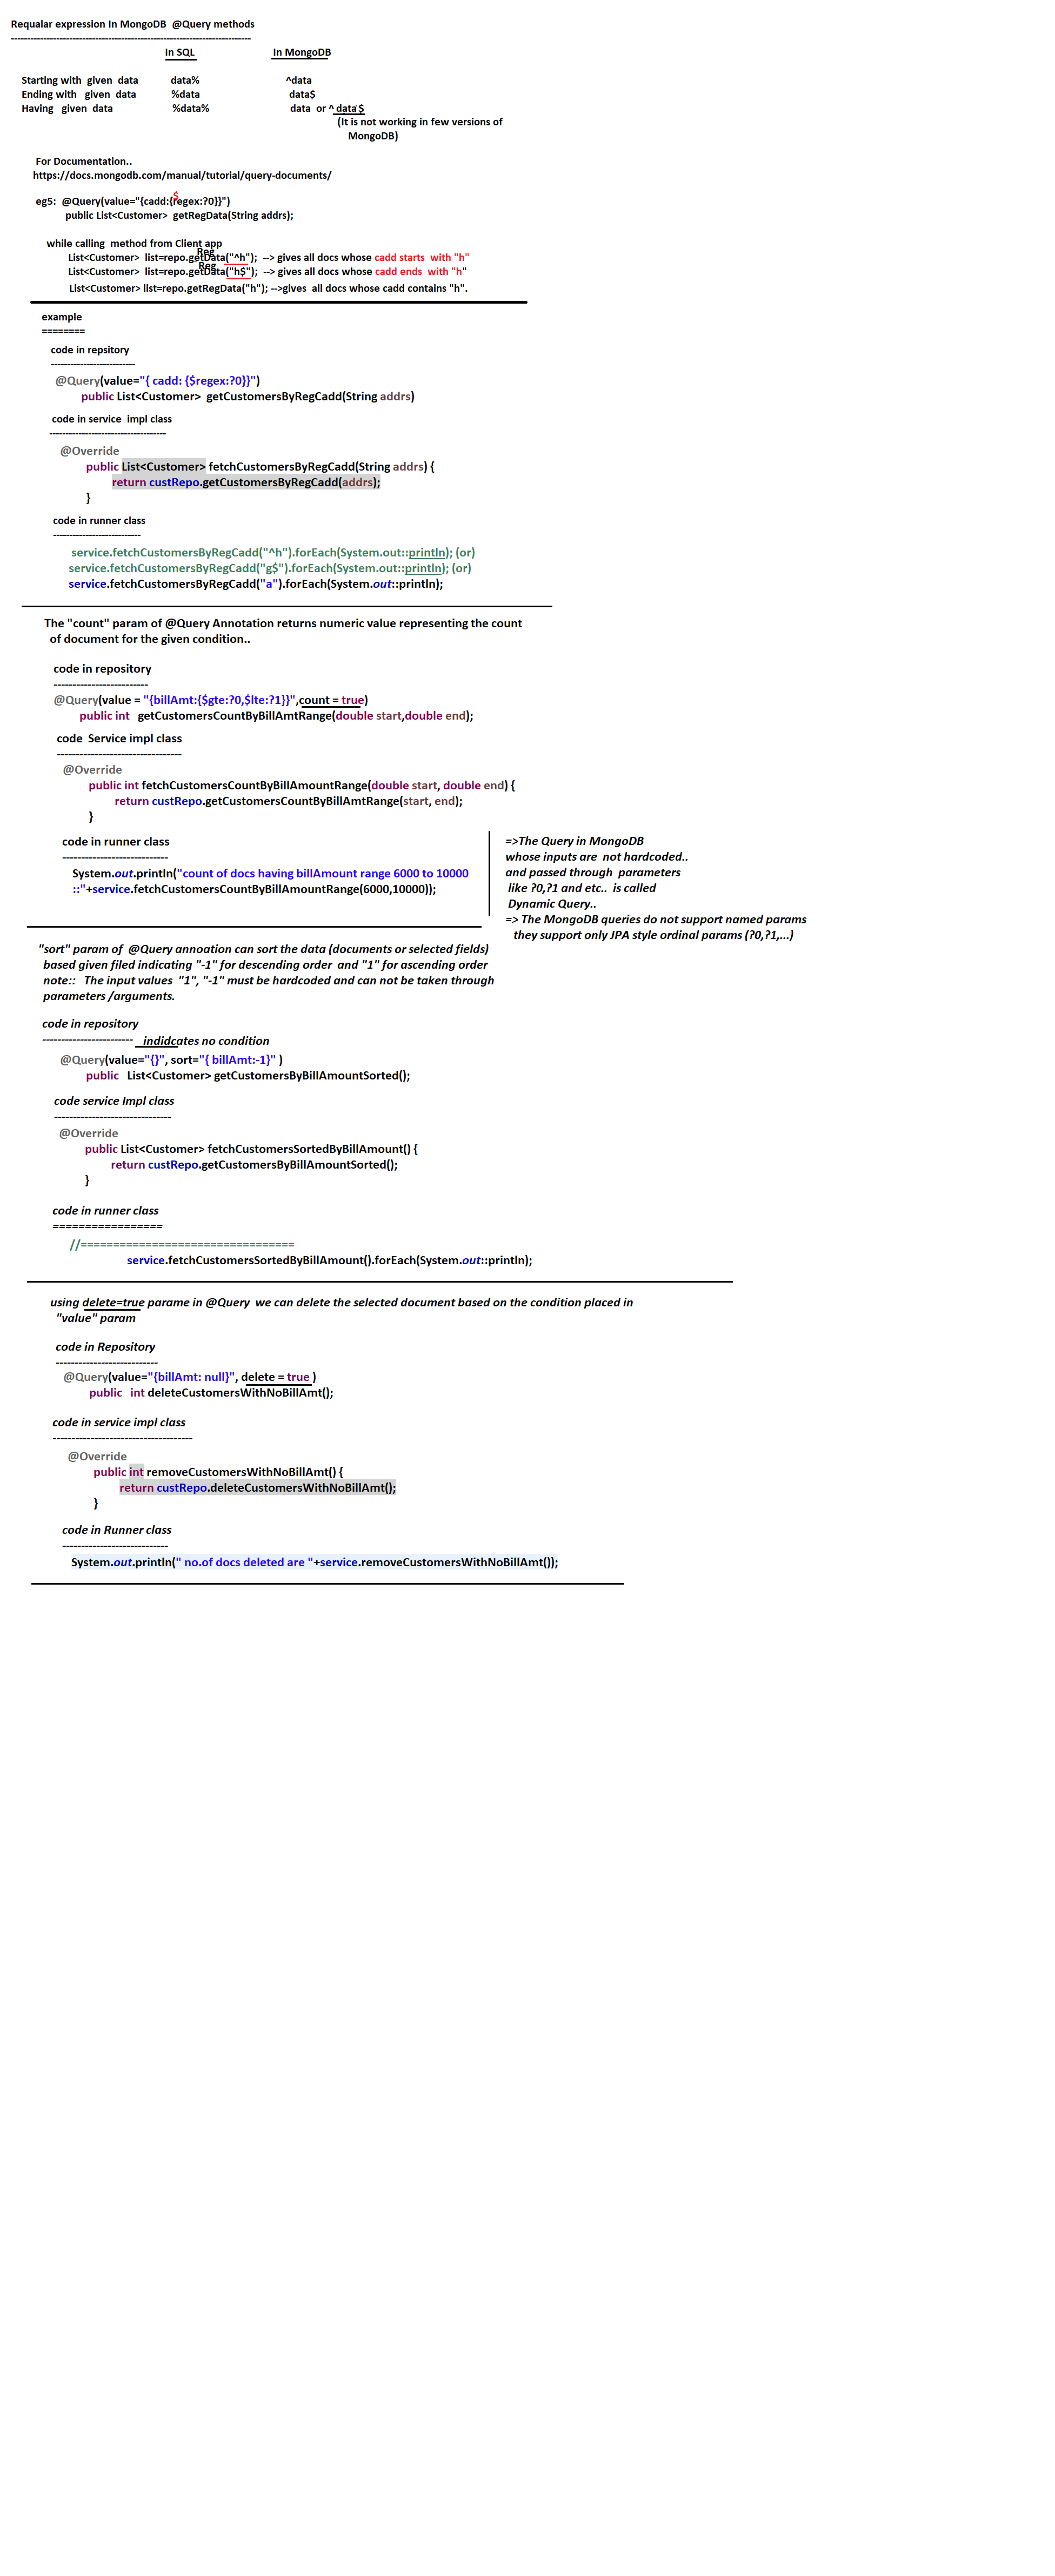 Requalar expression In MongoDB  @Query methods
--------------------------------------------------------------------------
In SQL    In MongoDB
Starting with  given  data    data%    ^data
Ending with   given  data    %data    data$
Having   given  data    %data%    data  or ^ data $
(It is not working in few versions of
MongoDB)
For Documentation..
https://docs.mongodb.com/manual/tutorial/query-documents/
$
eg5:  @Query(value="{cadd:{regex:?0}}")
public List<Customer>  getRegData(String addrs);
while calling  method from Client app
Reg
List<Customer>  list=repo.getData("^h");  --> gives all docs whose cadd starts  with "h"
Reg
List<Customer>  list=repo.getData("h$");  --> gives all docs whose cadd ends  with "h"
List<Customer> list=repo.getRegData("h"); -->gives  all docs whose cadd contains "h".
example
========
code in repsitory
--------------------------
@Query(value="{ cadd: {$regex:?0}}")
public List<Customer>  getCustomersByRegCadd(String addrs)
code in service  impl class
------------------------------------
@Override
public List<Customer> fetchCustomersByRegCadd(String addrs) {
return custRepo.getCustomersByRegCadd(addrs);
}
code in runner class
---------------------------
service.fetchCustomersByRegCadd("^h").forEach(System.out::println); (or)
service.fetchCustomersByRegCadd("g$").forEach(System.out::println); (or)
service.fetchCustomersByRegCadd("a").forEach(System.out::println);
The "count" param of @Query Annotation returns numeric value representing the count
of document for the given condition..
code in repository
-------------------------
@Query(value = "{billAmt:{$gte:?0,$lte:?1}}",count = true)
public int   getCustomersCountByBillAmtRange(double start,double end);
code  Service impl class
---------------------------------
@Override
public int fetchCustomersCountByBillAmountRange(double start, double end) {
return custRepo.getCustomersCountByBillAmtRange(start, end);
}
code in runner class
----------------------------
System.out.println("count of docs having billAmount range 6000 to 10000
::"+service.fetchCustomersCountByBillAmountRange(6000,10000));
=>The Query in MongoDB
whose inputs are  not hardcoded..
and passed through  parameters
like ?0,?1 and etc..  is called
Dynamic Query..
=> The MongoDB queries do not support named params
they support only JPA style ordinal params (?0,?1,...)
"sort" param of  @Query annoation can sort the data (documents or selected fields)
based given filed indicating "-1" for descending order  and "1" for ascending order
note::   The input values  "1", "-1" must be hardcoded and can not be taken through
parameters /arguments.
code in repository
------------------------
indidcates no condition
@Query(value="{}", sort="{ billAmt:-1}" )
public   List<Customer> getCustomersByBillAmountSorted();
code service Impl class
-------------------------------
@Override
public List<Customer> fetchCustomersSortedByBillAmount() {
return custRepo.getCustomersByBillAmountSorted();
}
code in runner class
=================
//=================================
service.fetchCustomersSortedByBillAmount().forEach(System.out::println);
using delete=true parame in @Query  we can delete the selected document based on the condition placed in
"value" param
code in Repository
---------------------------
@Query(value="{billAmt: null}", delete = true )
public   int deleteCustomersWithNoBillAmt();
code in service impl class
-------------------------------------
@Override
public int removeCustomersWithNoBillAmt() {
return custRepo.deleteCustomersWithNoBillAmt();
}
code in Runner class
----------------------------
System.out.println(" no.of docs deleted are "+service.removeCustomersWithNoBillAmt());